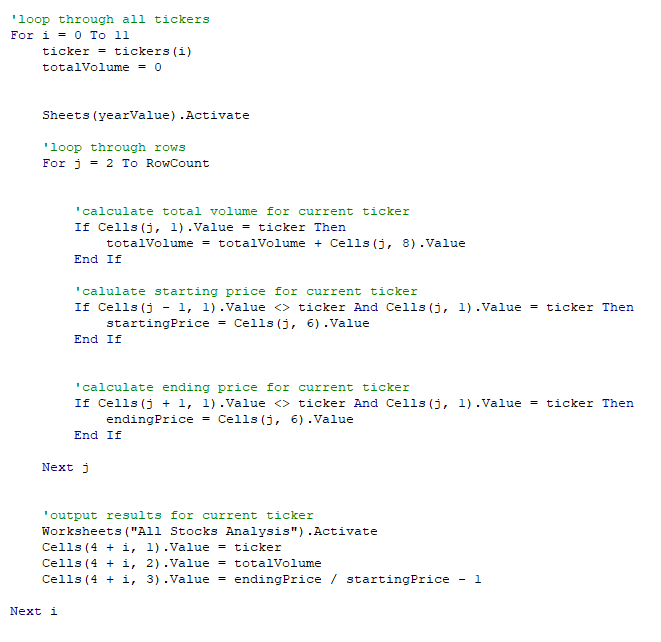 'loop through all tickers
For i = 0 To 11
    ticker = tickers(i)
    totalVolume = 0
    Sheets(yearValue).Activate
    'loop through rows
    For j = 2 To RowCount
        'calculate total volume for current ticker
        If Cells(j, 1).Value = ticker Then
            totalVolume = totalVolume + Cells(j, 8).Value
        End If
        'calulate starting price for current ticker
        If Cells(j - 1, 1).Value <> ticker And Cells(j, 1).Value = ticker Then
            startingPrice = Cells(j, 6).Value
        End If
        'calculate ending price for current ticker
        If Cells(j + 1, 1).Value <> ticker And Cells(j, 1).Value = ticker Then
            endingPrice = Cells(j, 6).Value
        End If
    Next j
    'output results for current ticker
    Worksheets("All Stocks Analysis").Activate
    Cells(4 + i, 1).Value = ticker
    Cells(4 + i, 2).Value = totalVolume
    Cells(4 + i, 3).Value = endingPrice / startingPrice - 1
Next i